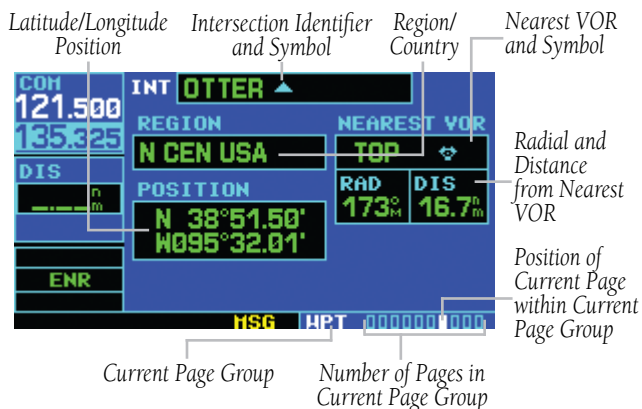 Latitude/Longitude
Position
Intersection Identifier
and Symbol
Region/
Country
Nearest VOR
and Symbol
COM
121.500
135.325
INT OTTER
REGION
N CEN USA
NEAREST VOR
TOP
DIS
__.__nm
POSITION
N 38°51.50'
W095°32.01'
RAD
173°M
DIS
16.7nm
Radial and
Distance
from Nearest
VOR
ENR
MSG
WPT
Position of
Current Page
within Current
Page Group
Current Page Group
Number of Pages in
Current Page Group